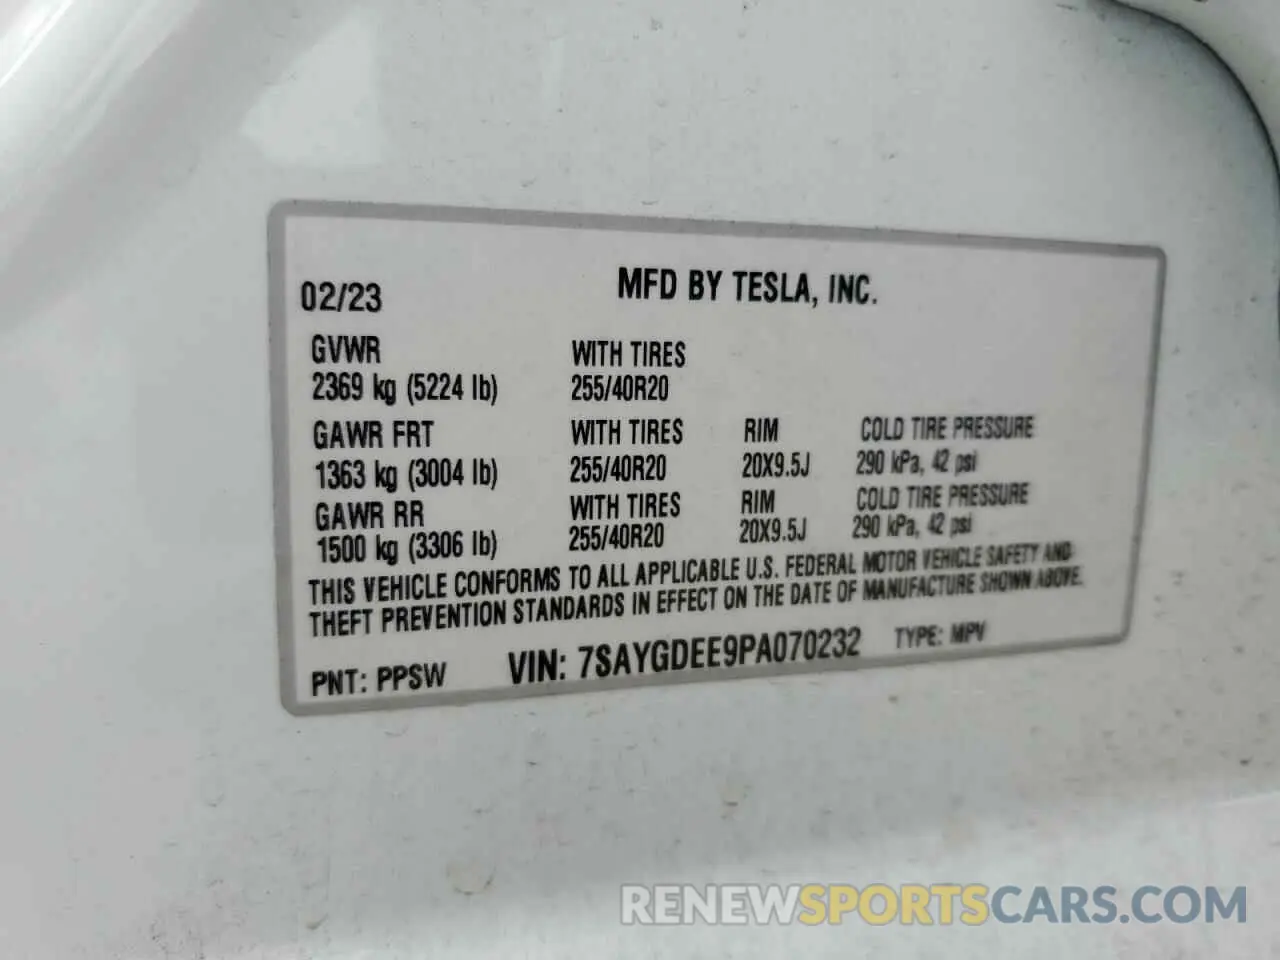 02/23 MFD BY TESLA, INC.
GVWR WITH TIRES
2369 kg (5224 lb) 255/40R20
GAWR FRT WITH TIRES RIM COLD TIRE PRESSURE
1363 kg (3004 lb) 255/40R20 20X9.5J 290 kPa, 42 psi
GAWR RR WITH TIRES RIM COLD TIRE PRESSURE
1500 kg (3306 lb) 255/40R20 20X9.5J 290 kPa, 42 psi
THIS VEHICLE CONFORMS TO ALL APPLICABLE U.S. FEDERAL MOTOR VEHICLE SAFETY AND
THEFT PREVENTION STANDARDS IN EFFECT ON THE DATE OF MANUFACTURE SHOWN ABOVE.
PNT: PPSW VIN: 7SAYGDEE9PA070232 TYPE: MPV
RENEWSPORTSCARS.COM